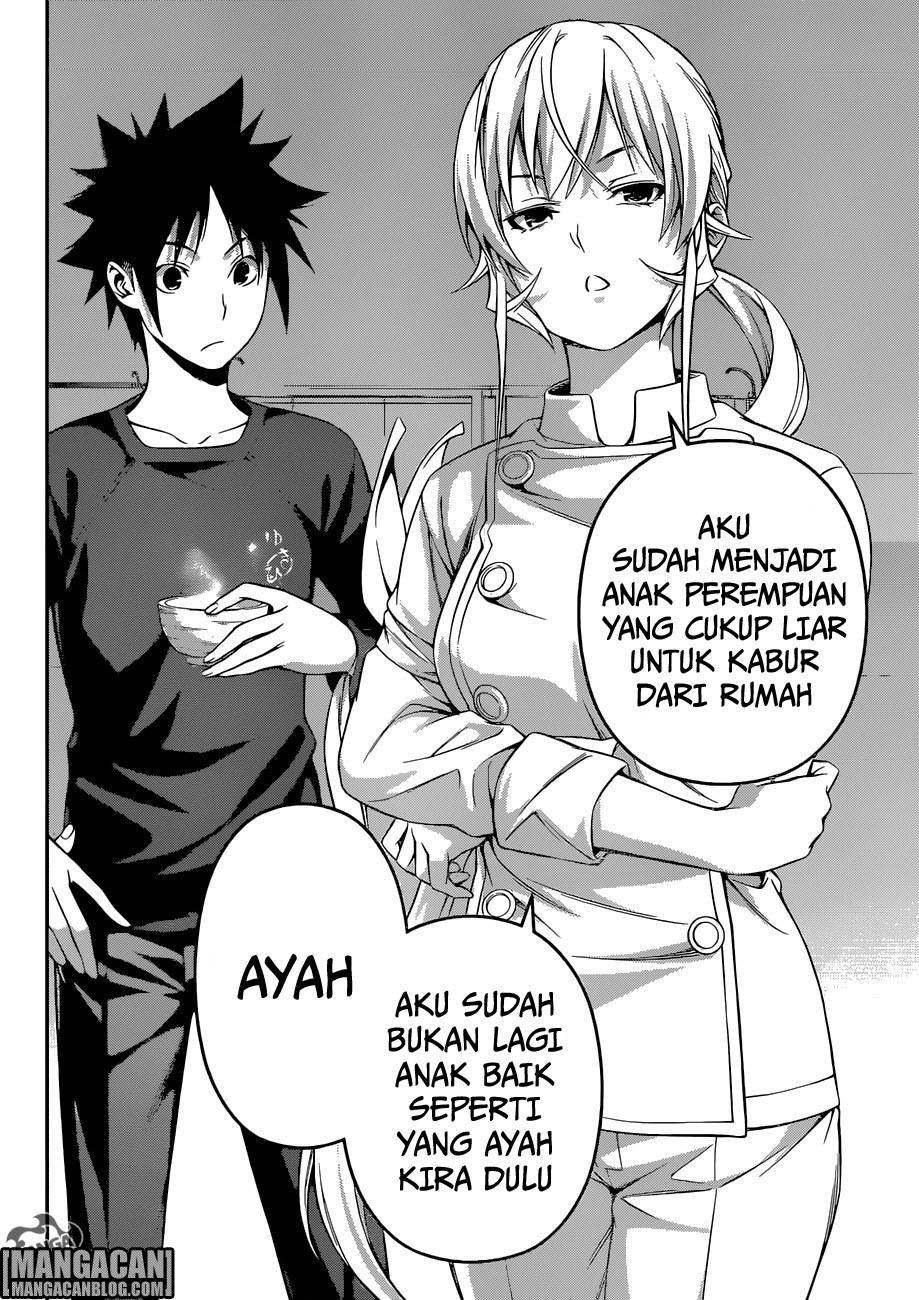 AKU
SUDAH MENJADI
ANAK PEREMPUAN
YANG CUKUP LIAR
UNTUK KABUR
DARI RUMAH
AYAH
AKU SUDAH
BUKAN LAGI
ANAK BAIK
SEPERTI
YANG AYAH
KIRA DULU
[MANGACAN]
MANGACANBLOG.COM